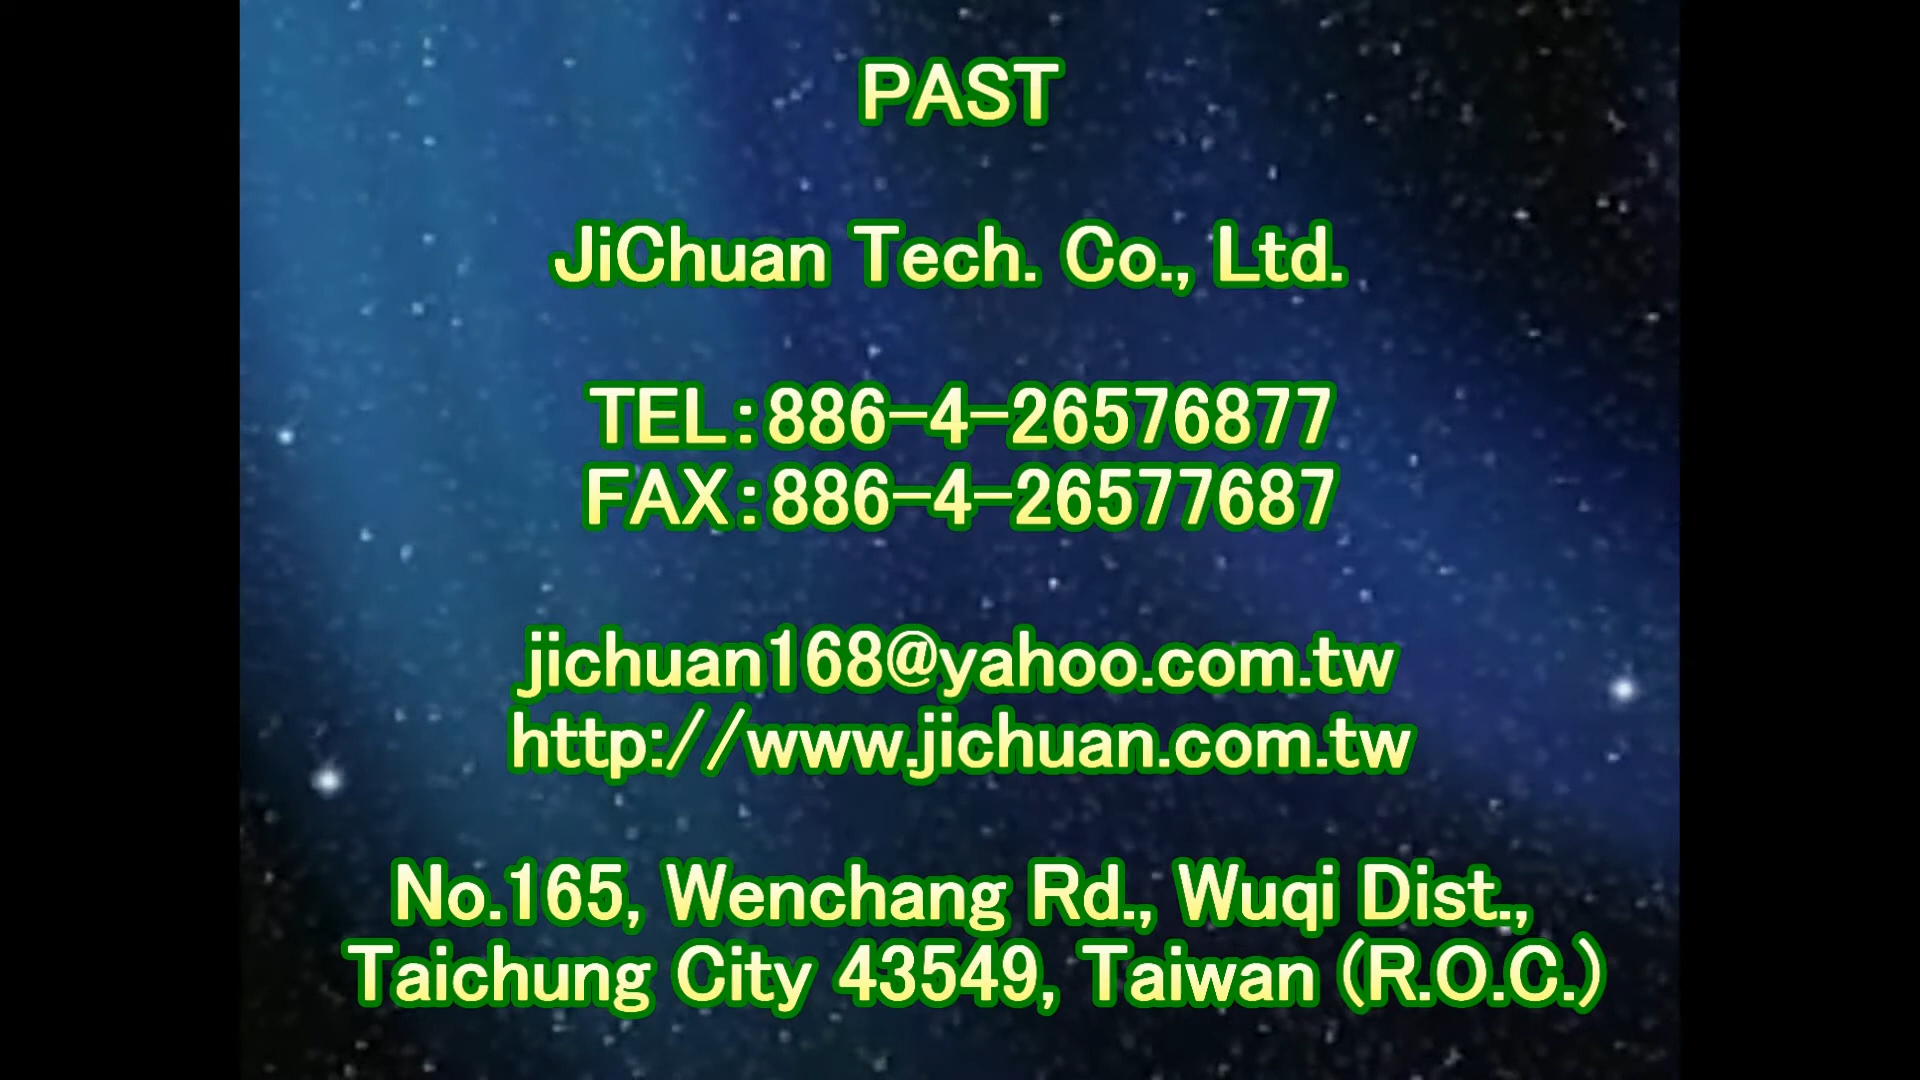 PAST
JiChuan Tech. Co., Ltd.
TEL:886-4-26576877
FAX:886-4-26577687
jichuan168@yahoo.com.tw
http://www.jichuan.com.tw
No.165, Wenchang Rd., Wuqi Dist.,
Taichung City 43549, Taiwan (R.O.C.)